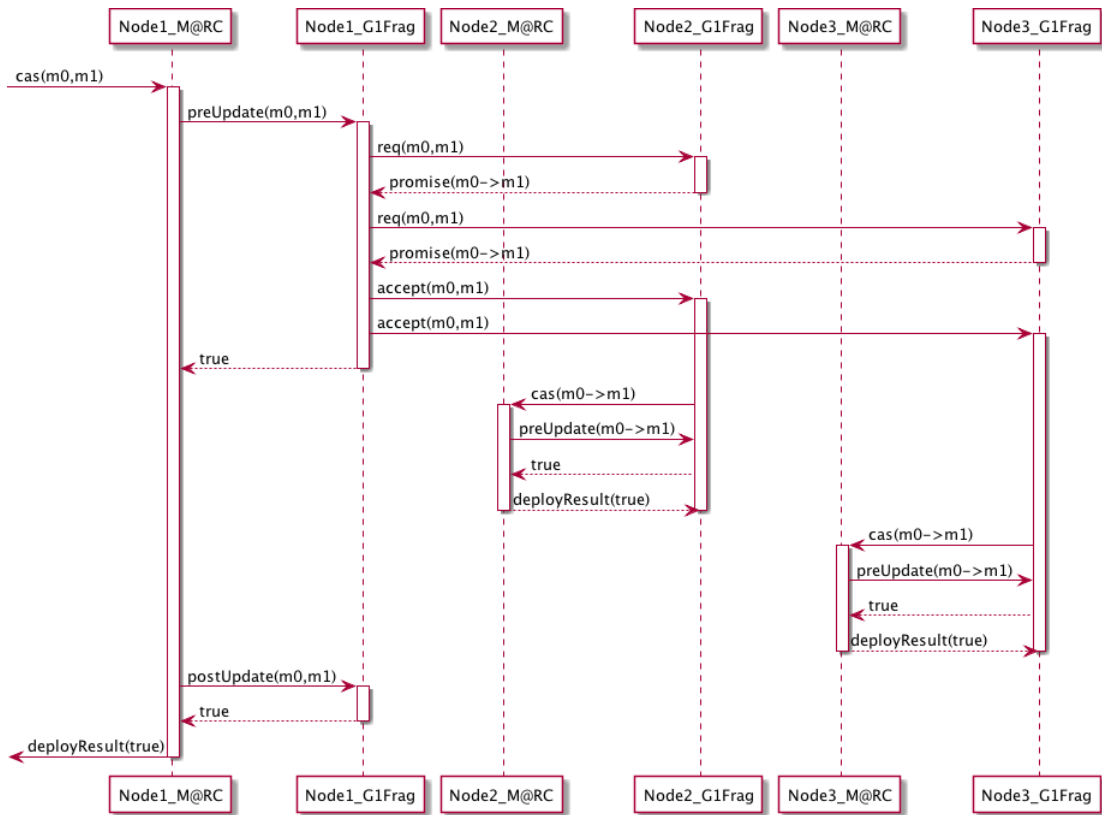 Node1_M@RC
Node1_G1Frag
Node2_M@RC
Node2_G1Frag
Node3_M@RC
Node3_G1Frag
cas(m0,m1)
preUpdate(m0,m1)
req(m0,m1)
promise(m0->m1)
req(m0,m1)
promise(m0->m1)
accept(m0,m1)
accept(m0,m1)
true
cas(m0->m1)
preUpdate(m0->m1)
true
deployResult(true)
cas(m0->m1)
preUpdate(m0->m1)
true
deployResult(true)
postUpdate(m0,m1)
true
deployResult(true)
Node1_M@RC
Node1_G1Frag
Node2_M@RC
Node2_G1Frag
Node3_M@RC
Node3_G1Frag